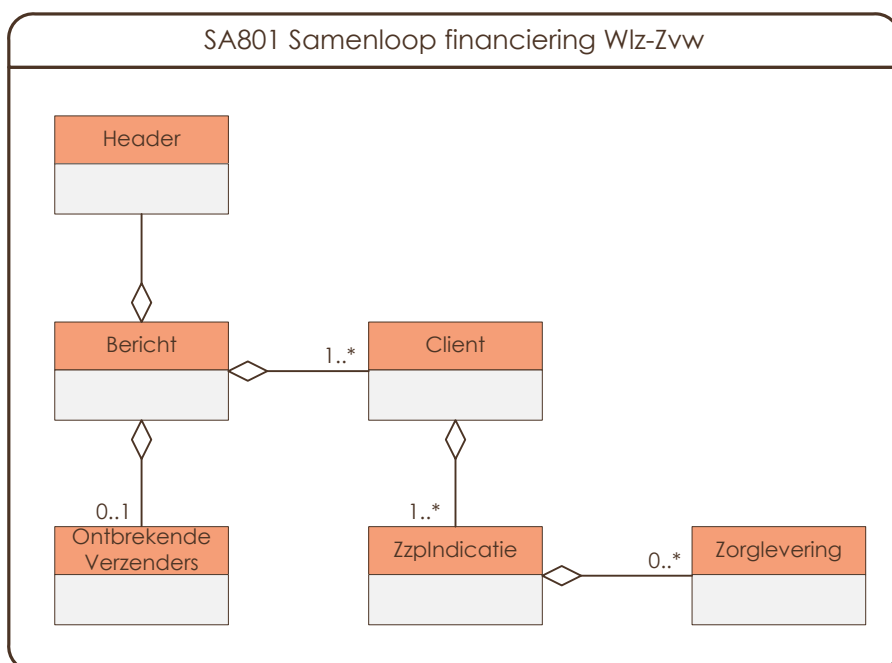 SA801 Samenloop financiering Wlz-Zvw
Header
Bericht
1..*
Client
0..1
1..*
Ontbrekende
Verzenders
ZzpIndicatie
0..*
Zorglevering